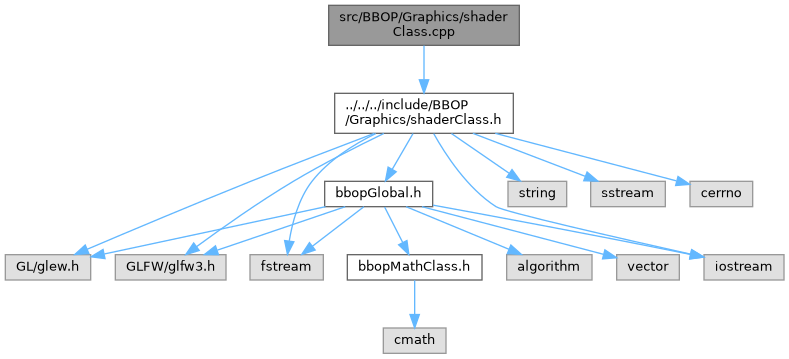 src/BBOP/Graphics/shader
Class.cpp
../../../include/BBOP
/Graphics/shaderClass.h
bbopGlobal.h
string
sstream
cerrno
GL/glew.h
GLFW/glfw3.h
fstream
bbopMathClass.h
algorithm
vector
iostream
cmath